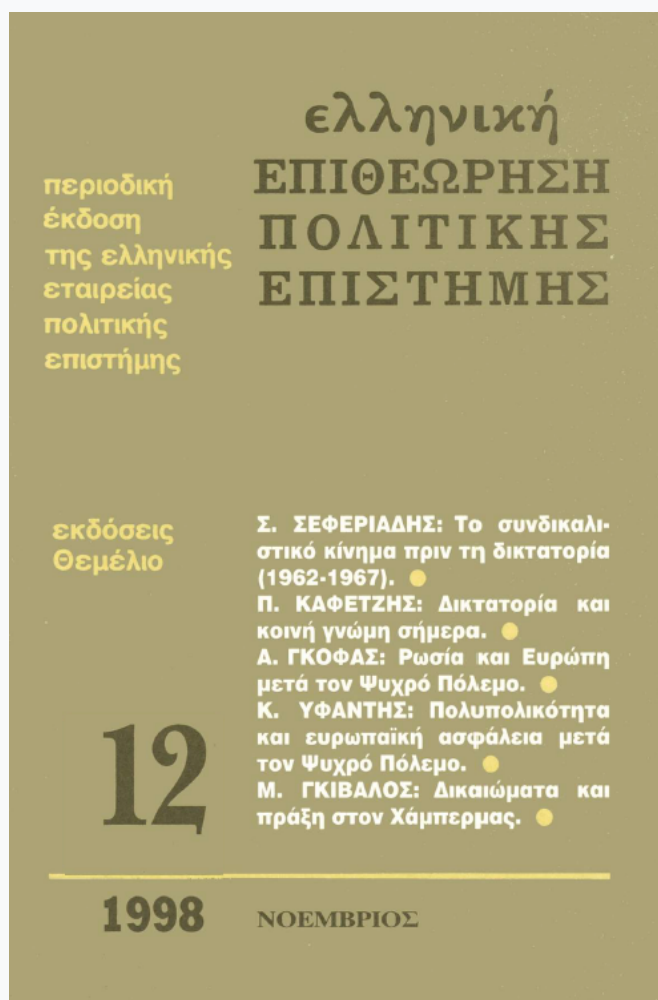 ελληνική
ΕΠΙΘΕΩΡΗΣΗ
ΠΟΛΙΤΙΚΗΣ
ΕΠΙΣΤΗΜΗΣ
περιοδική
έκδοση
της ελληνικής
εταιρείας
πολιτικής
επιστήμης
εκδόσεις
Θεμέλιο
Σ. ΣΕΦΕΡΙΑΔΗΣ: Το συνδικαλι-
στικό κίνημα πριν τη δικτατορία
(1962-1967).
Π. ΚΑΦΕΤΖΗΣ: Δικτατορία και
κοινή γνώμη σήμερα.
Α. ΓΚΟΦΑΣ: Ρωσία και Ευρώπη
μετά τον Ψυχρό Πόλεμο.
Κ. ΥΦΑΝΤΗΣ: Πολυπολικότητα
και ευρωπαϊκή ασφάλεια μετά
τον Ψυχρό Πόλεμο.
Μ. ΓΚΙΒΑΛΟΣ: Δικαιώματα και
πράξη στον Χάμπερμας.
12
1998 ΝΟΕΜΒΡΙΟΣ